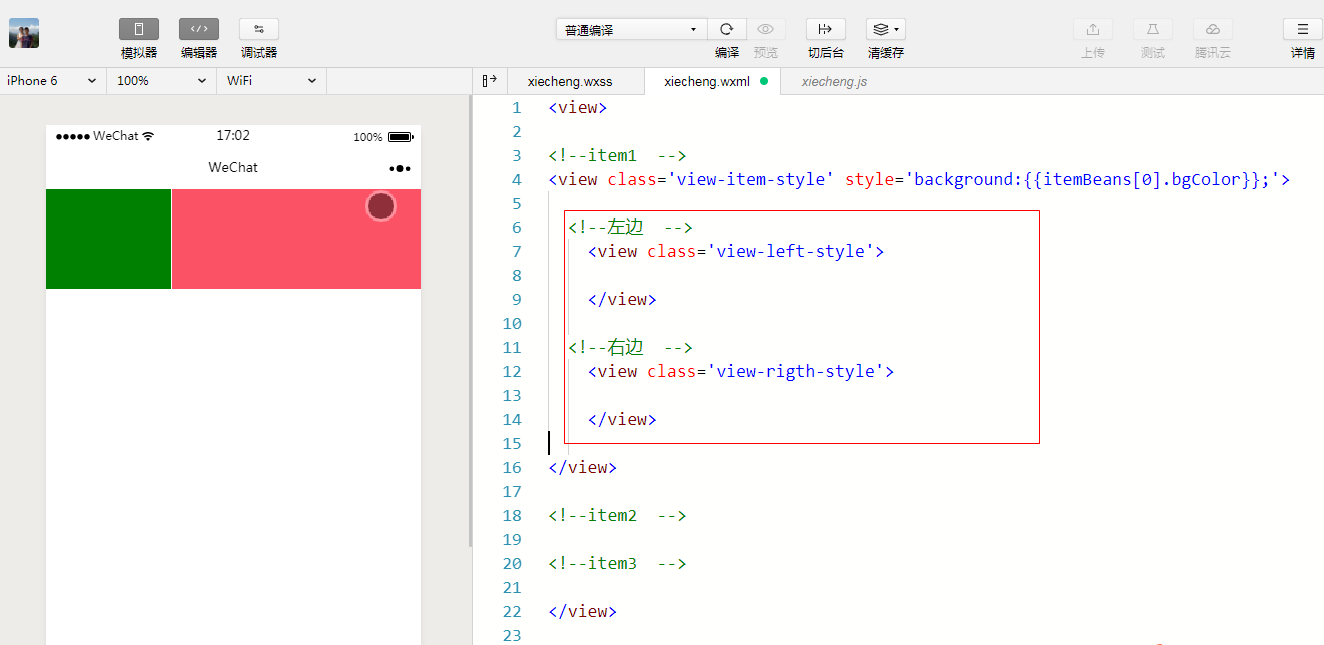 模拟器 编辑器 调试器 普通编译 编译 预览 切后台 清缓存 上传 测试 腾讯云 详情
iPhone 6 100% WiFi
xiecheng.wxss xiecheng.wxml xiecheng.js
WeChat 17:02 100%
WeChat
1 <view>
2
3 <!--item1  -->
4 <view class='view-item-style' style='background:{{itemBeans[0].bgColor}};'>
5
6 <!--左边  -->
7 <view class='view-left-style'>
8
9 </view>
10
11 <!--右边  -->
12 <view class='view-rigth-style'>
13
14 </view>
15
16 </view>
17
18 <!--item2  -->
19
20 <!--item3  -->
21
22 </view>
23